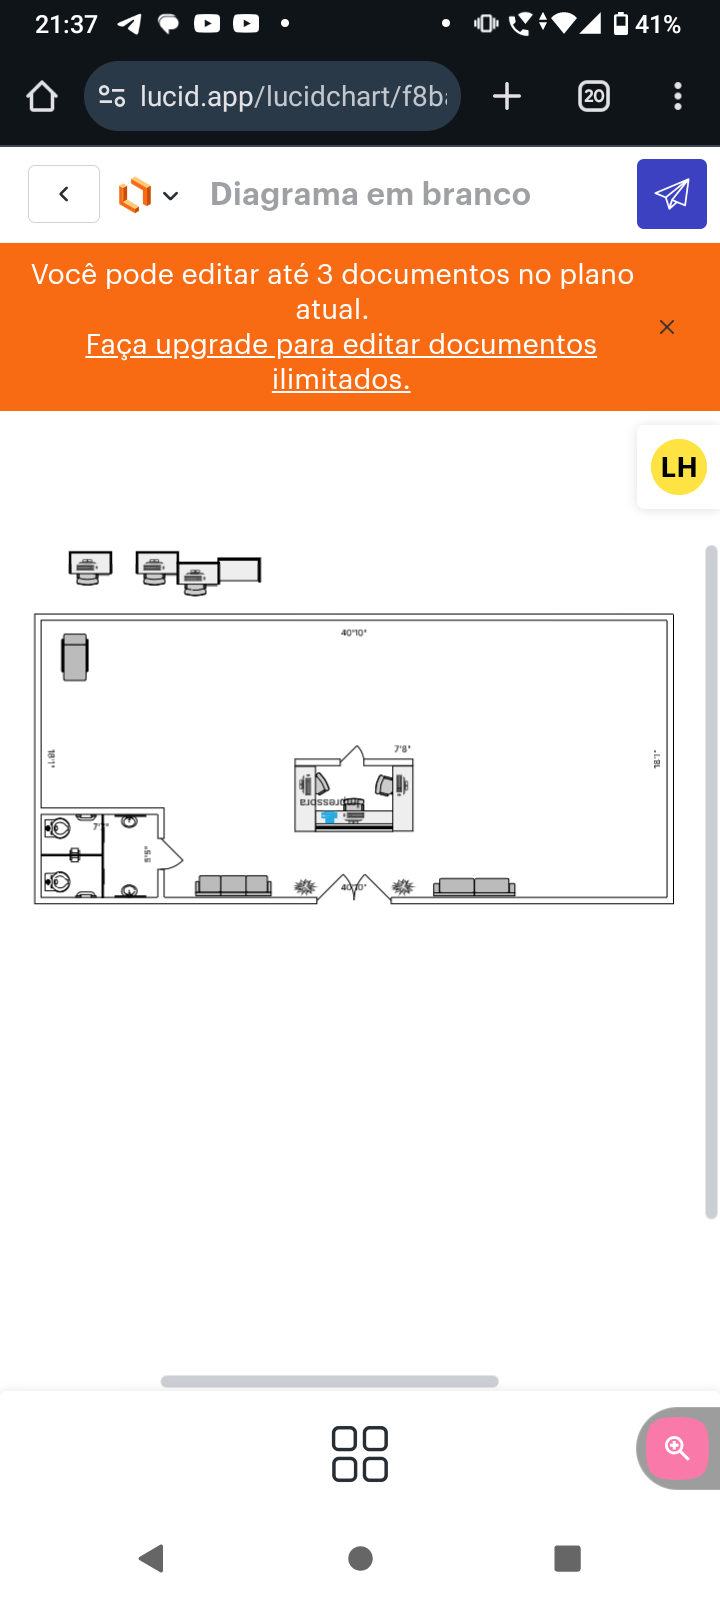 21:37
41%
lucid.app/lucidchart/f8b
20
Diagrama em branco
Você pode editar até 3 documentos no plano
atual.
Faça upgrade para editar documentos
ilimitados.
LH
40'10"
18'1"
7'8"
18'1"
Impressora
7'7"
5'5"
40'10"